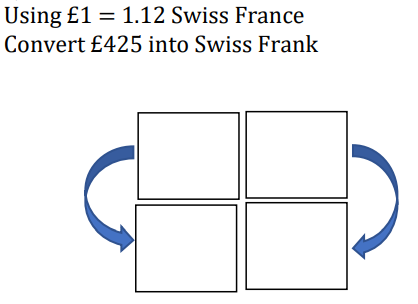 Using £1 = 1.12 Swiss France
Convert £425 into Swiss Frank